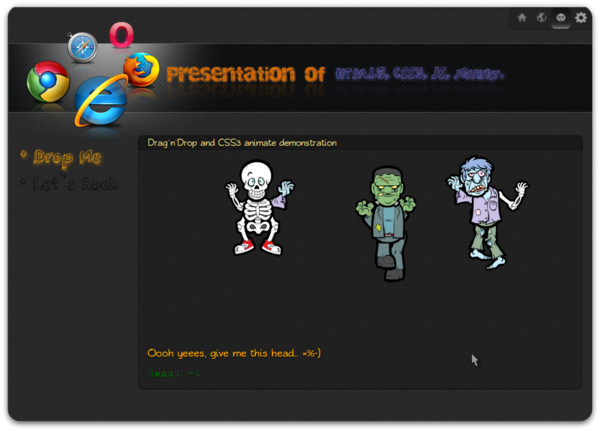 Presentation Of HTML5, CSS3, JS, jQuery.
* Drop Me
* Let's Rock
Drag'n'Drop and CSS3 animate demonstration
Oooh yeees, give me this head... =%-)
Head: -1